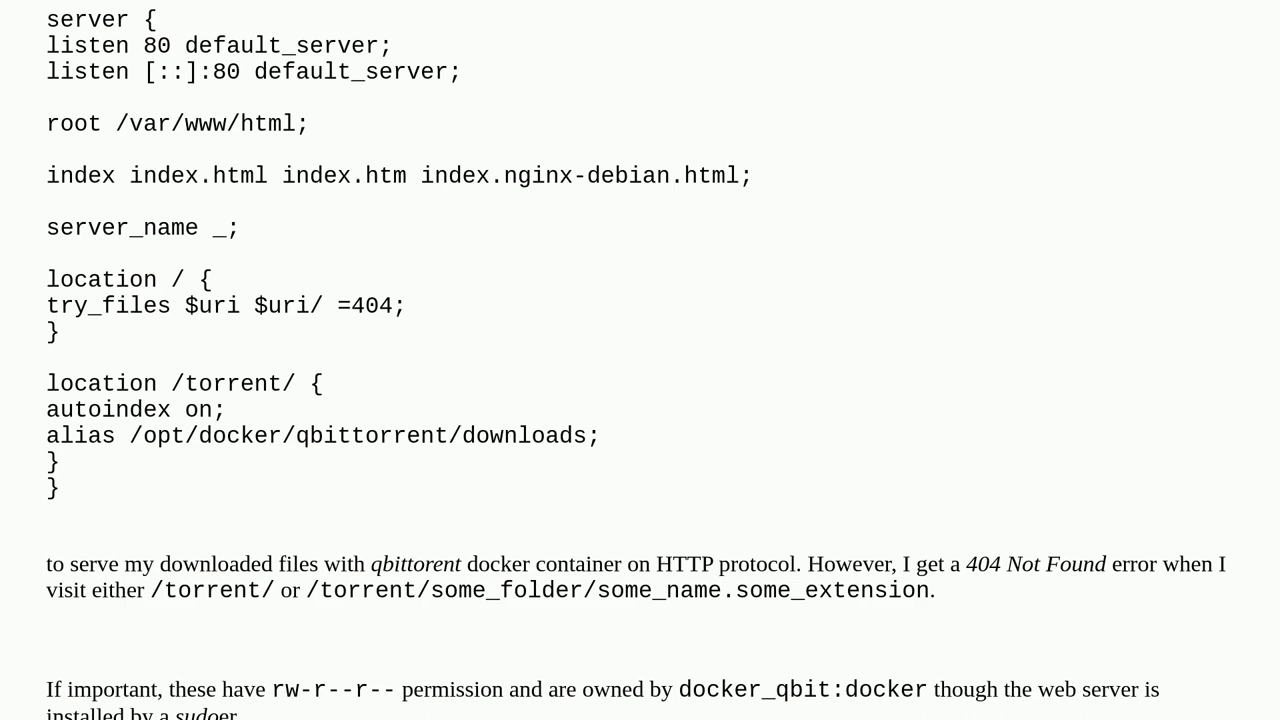 server {
listen 80 default_server;
listen [::]:80 default_server;
root /var/www/html;
index index.html index.htm index.nginx-debian.html;
server_name _;
location / {
try_files $uri $uri/ =404;
}
location /torrent/ {
autoindex on;
alias /opt/docker/qbittorrent/downloads;
}
}
to serve my downloaded files with qbittorent docker container on HTTP protocol. However, I get a 404 Not Found error when I
visit either /torrent/ or /torrent/some_folder/some_name.some_extension.
If important, these have rw-r--r-- permission and are owned by docker_qbit:docker though the web server is
installed by a sudoer